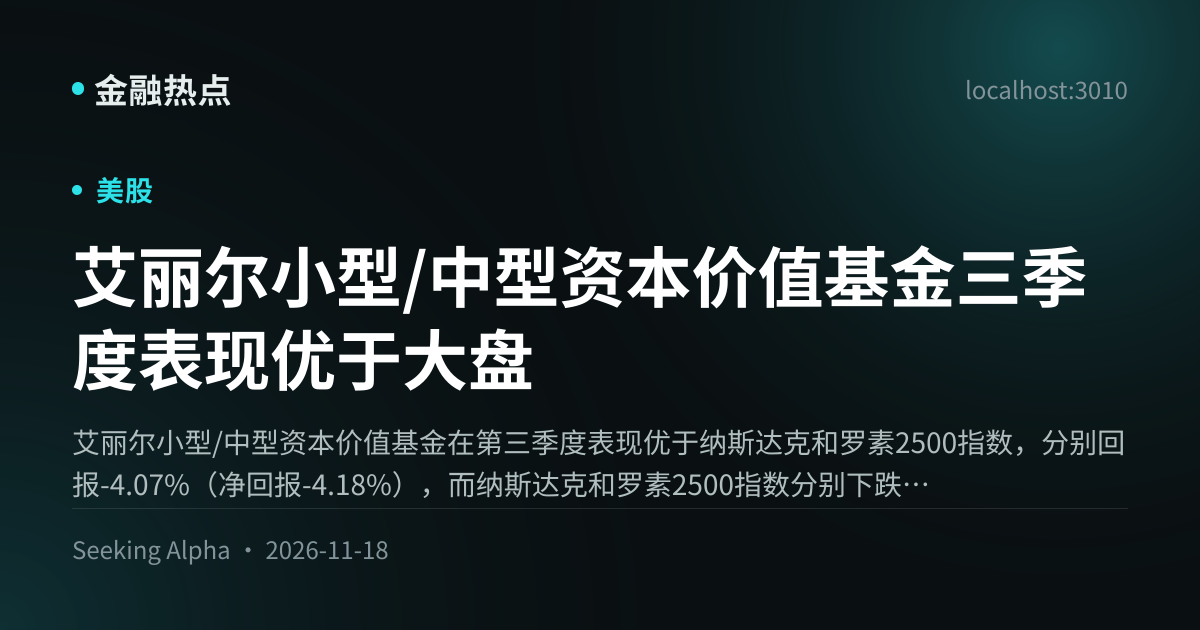 金融热点
localhost:3010
美股
艾丽尔小型/中型资本价值基金三季
度表现优于大盘
艾丽尔小型/中型资本价值基金在第三季度表现优于纳斯达克和罗素2500指数，分别回
报-4.07%（净回报-4.18%），而纳斯达克和罗素2500指数分别下跌…
Seeking Alpha · 2026-11-18